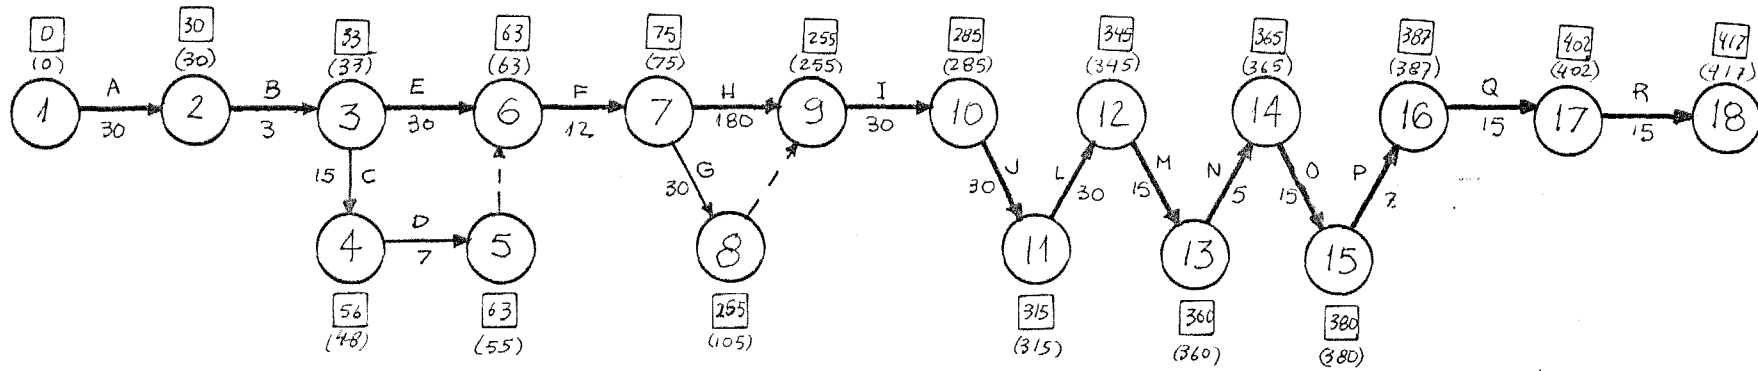 0 30 33 63 75 255 285 345 365 387 402 417
(0) (30) (33) (63) (75) (255) (285) (345) (365) (387) (402) (417)
A B E F H I Q R
1 2 3 6 7 9 10 12 14 16 17 18
30 3 30 12 180 30 15 15
15 C G J L M N O P
30 30 30 15 5 15 7
D
4 5 8 11 13 15
7
56 63 255 315 360 380
(48) (55) (105) (315) (360) (380)